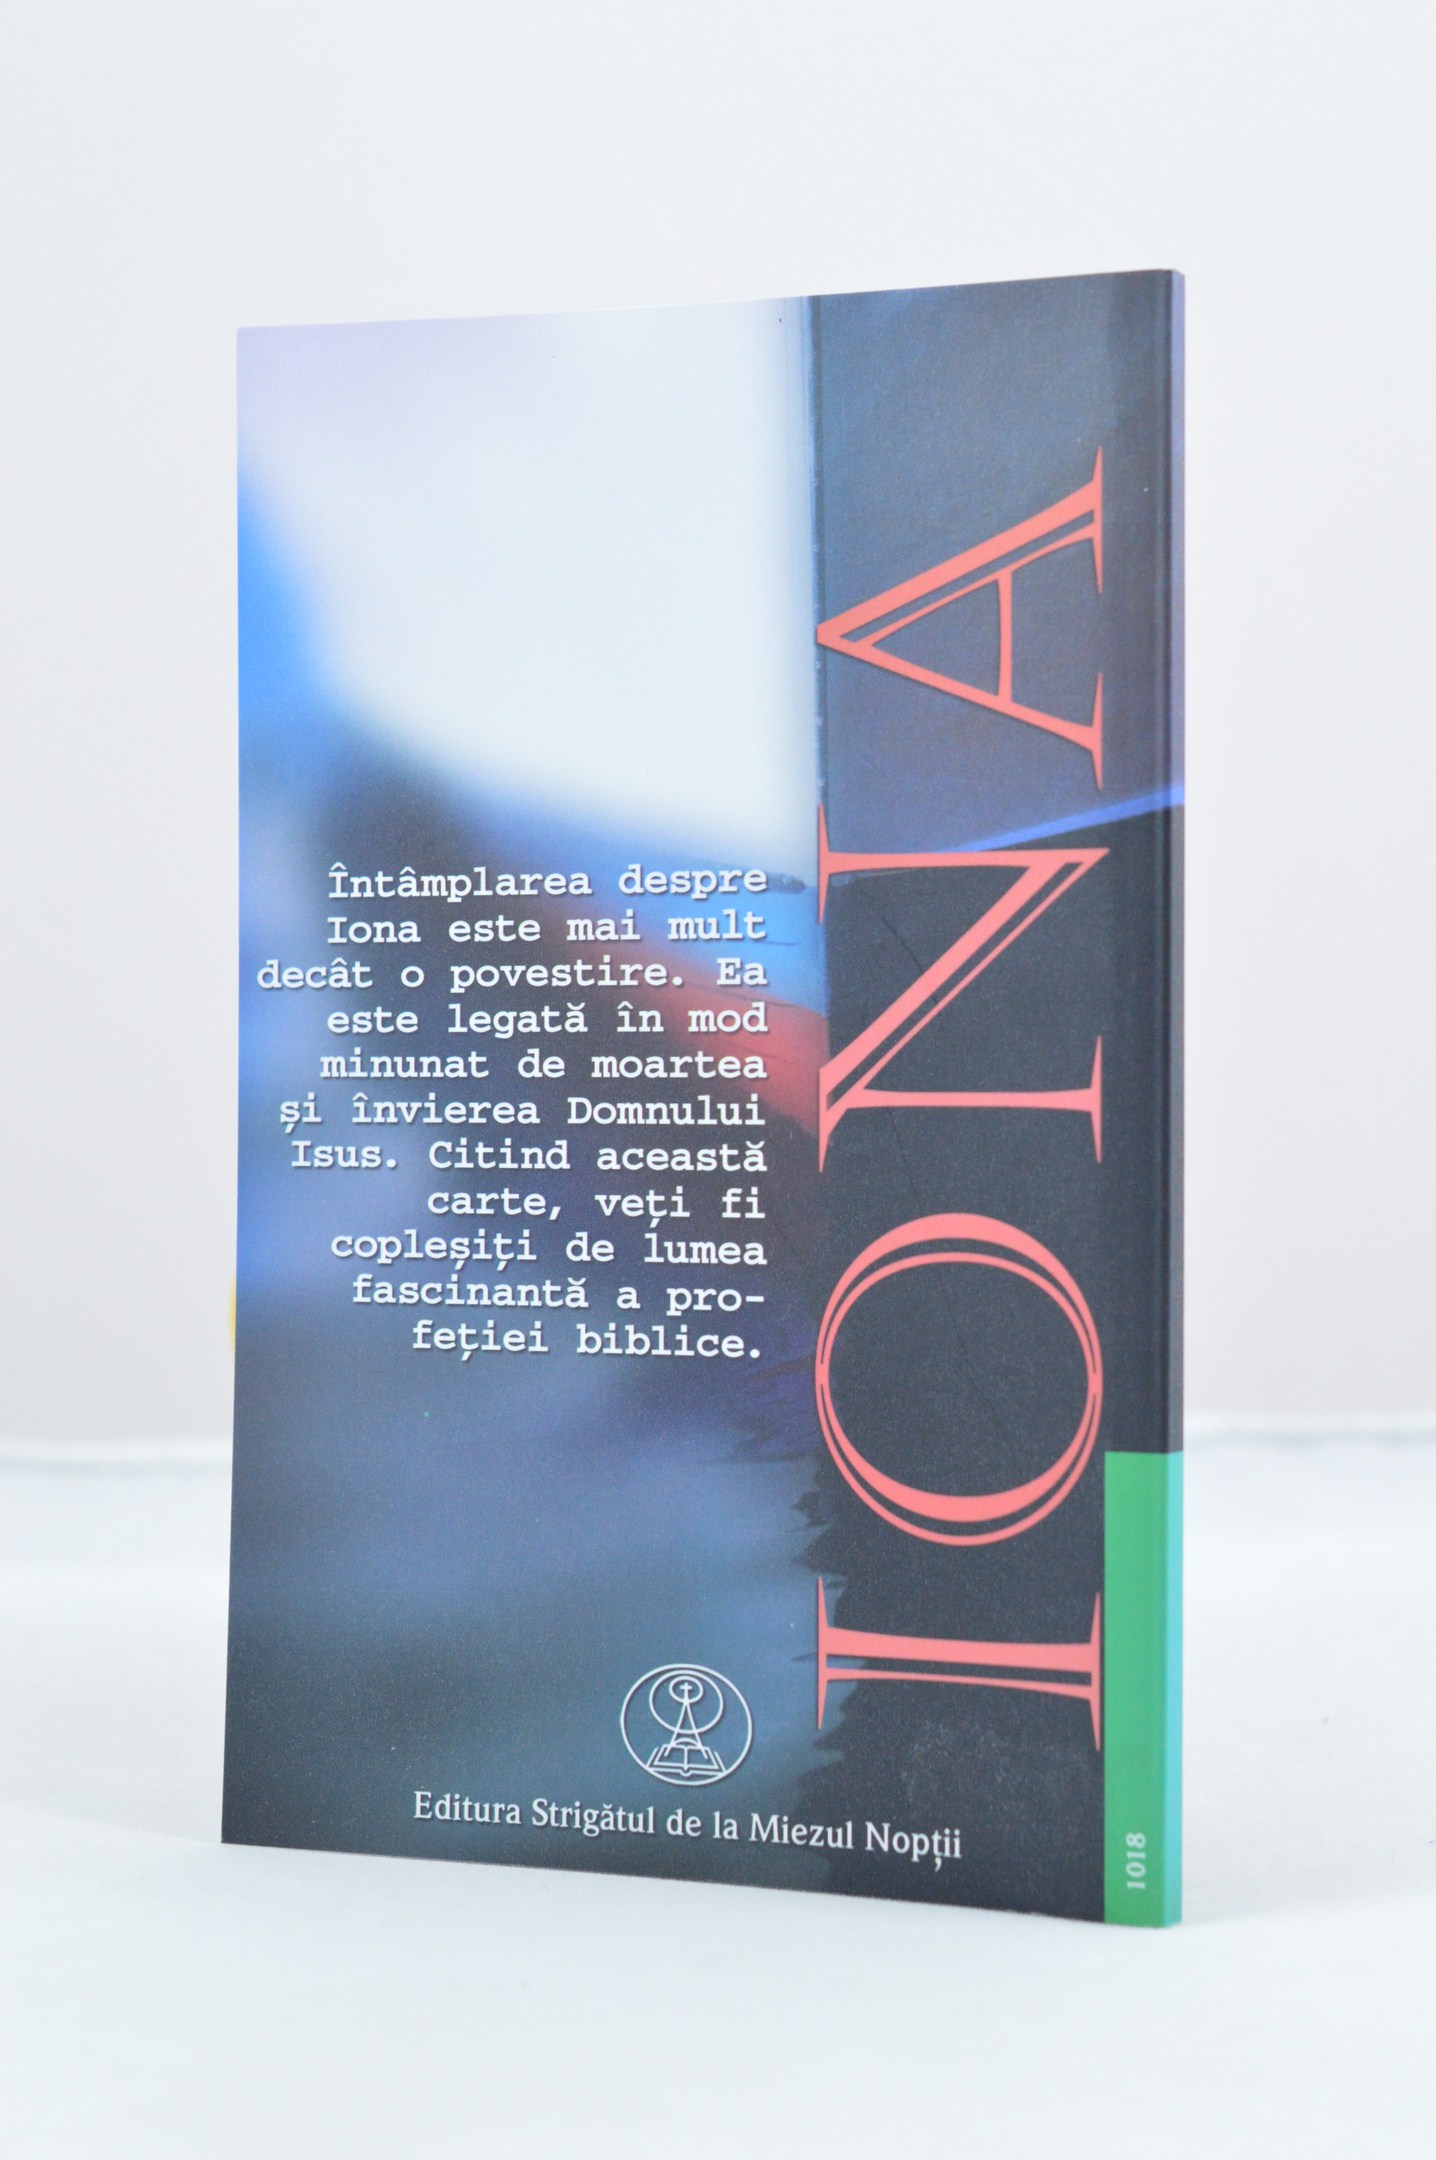 Întâmplarea despre
Iona este mai mult
decât o povestire. Ea
este legată în mod
minunat de moartea
și învierea Domnului
Isus. Citind această
carte, veți fi
copleșiți de lumea
fascinantă a pro-
feției biblice.
IONA
Editura Strigătul de la Miezul Nopții
1018